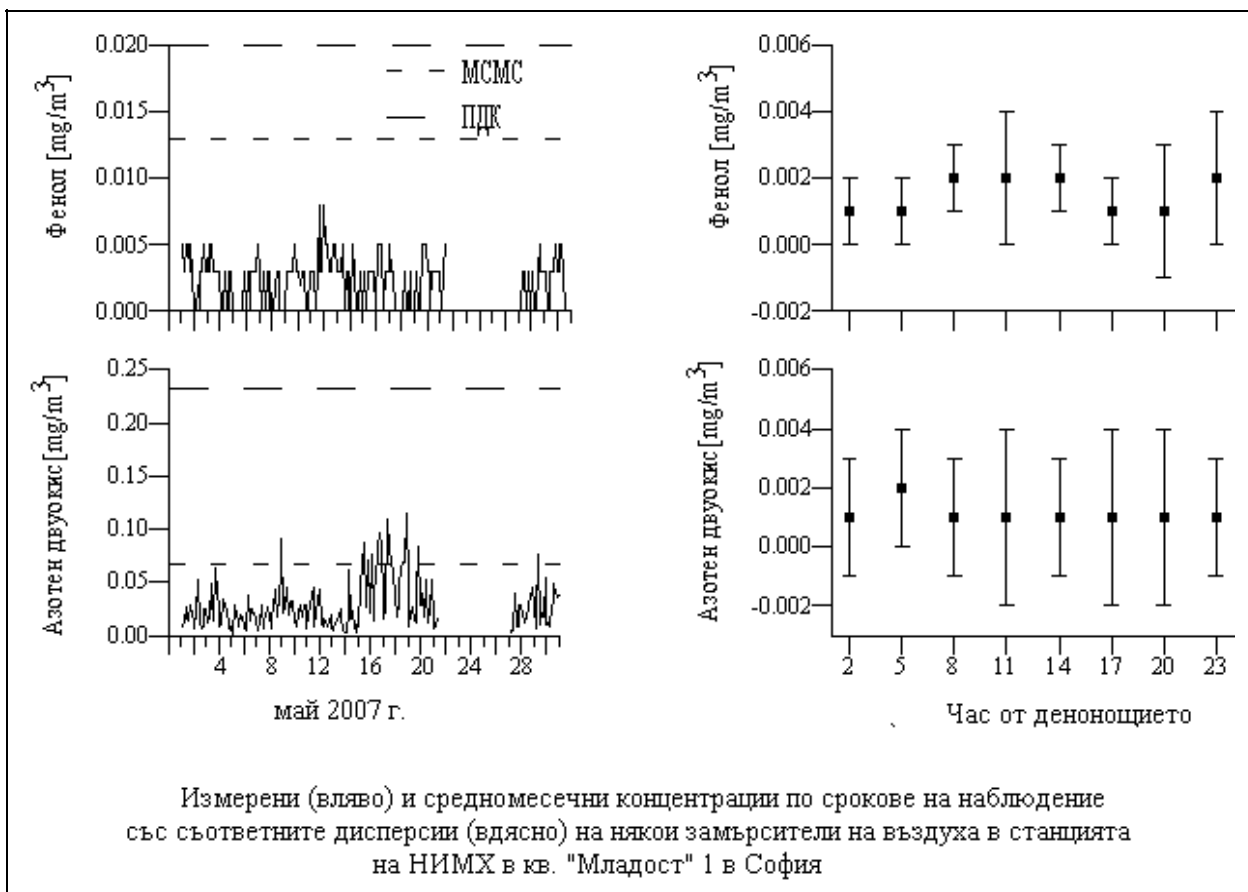 0.020
0.015
0.010
0.005
0.000
Фенол [mg/m³]
МСМС
ПДК
0.006
0.004
0.002
0.000
-0.002
Фенол [mg/m³]
0.25
0.20
0.15
0.10
0.05
0.00
Азотен двуокис [mg/m³]
4 8 12 16 20 24 28
май 2007 г.
0.006
0.004
0.002
0.000
-0.002
Азотен двуокис [mg/m³]
2 5 8 11 14 17 20 23
Час от денонощието
Измерени (вляво) и средномесечни концентрации по срокове на наблюдение
със съответните дисперсии (вдясно) на някои замърсители на въздуха в станцията
на НИМХ в кв. "Младост" 1 в София